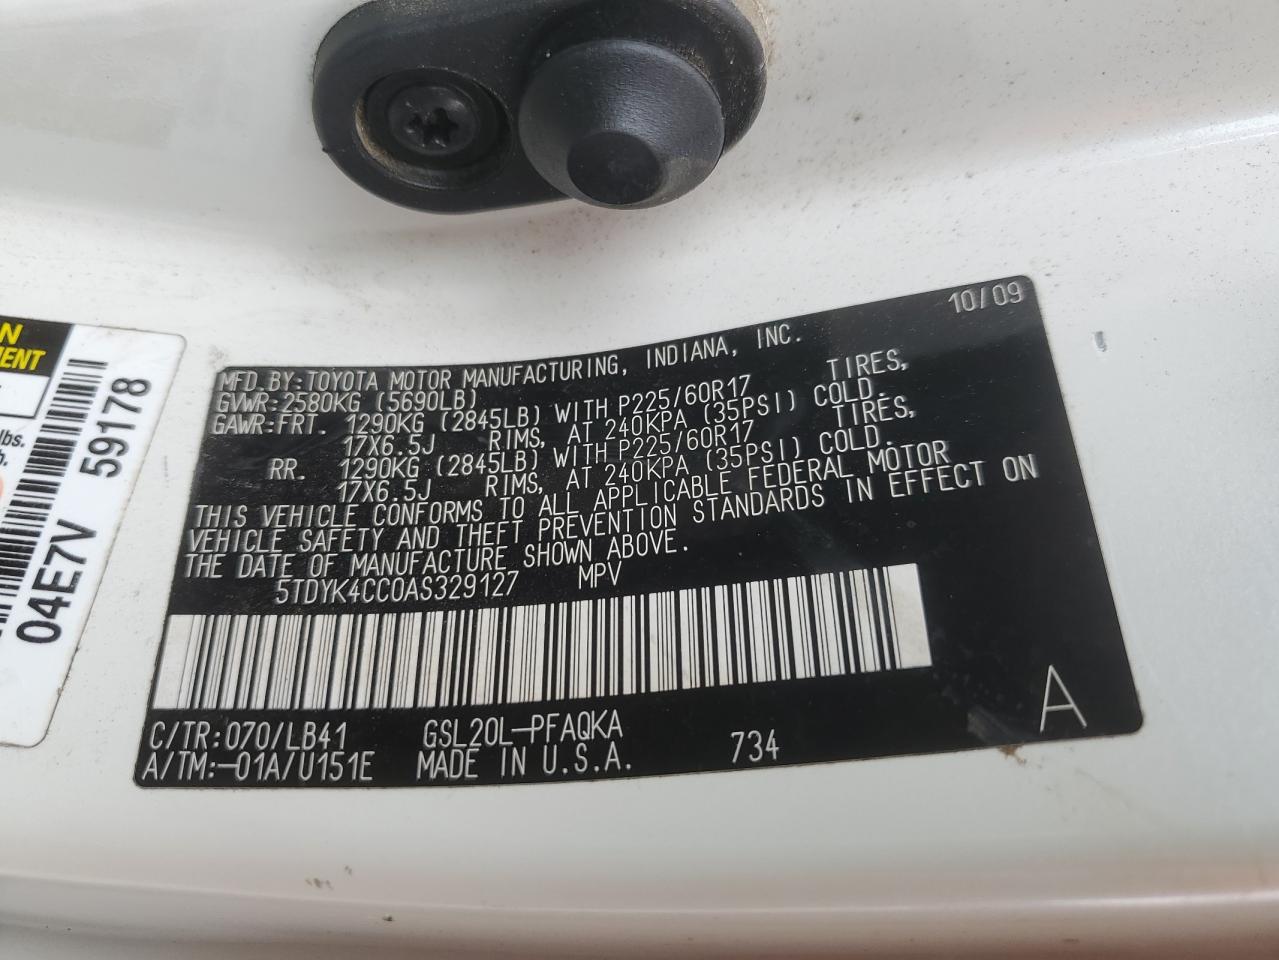 N
MENT
lbs.
b.
59178
04E7V
10/09
MFD.BY:TOYOTA MOTOR MANUFACTURING, INDIANA, INC.
GVWR:2580KG (5690LB)
GAWR:FRT. 1290KG (2845LB) WITH P225/60R17 TIRES,
17X6.5J RIMS, AT 240KPA (35PSI) COLD.
RR. 1290KG (2845LB) WITH P225/60R17 TIRES,
17X6.5J RIMS, AT 240KPA (35PSI) COLD.
THIS VEHICLE CONFORMS TO ALL APPLICABLE FEDERAL MOTOR
VEHICLE SAFETY AND THEFT PREVENTION STANDARDS IN EFFECT ON
THE DATE OF MANUFACTURE SHOWN ABOVE.
5TDYK4CC0AS329127 MPV
C/TR:070/LB41 GSL20L-PFAQKA
A/TM:-01A/U151E MADE IN U.S.A. 734 A